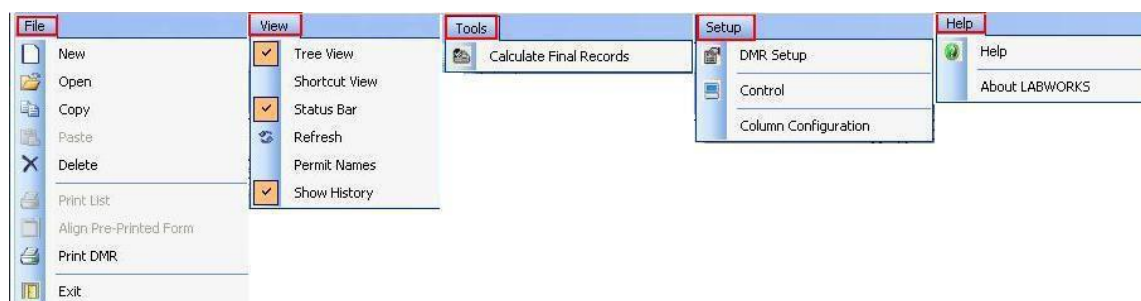 File
New
Open
Copy
Paste
Delete
Print List
Align Pre-Printed Form
Print DMR
Exit
View
Tree View
Shortcut View
Status Bar
Refresh
Permit Names
Show History
Tools
Calculate Final Records
Setup
DMR Setup
Control
Column Configuration
Help
Help
About LABWORKS